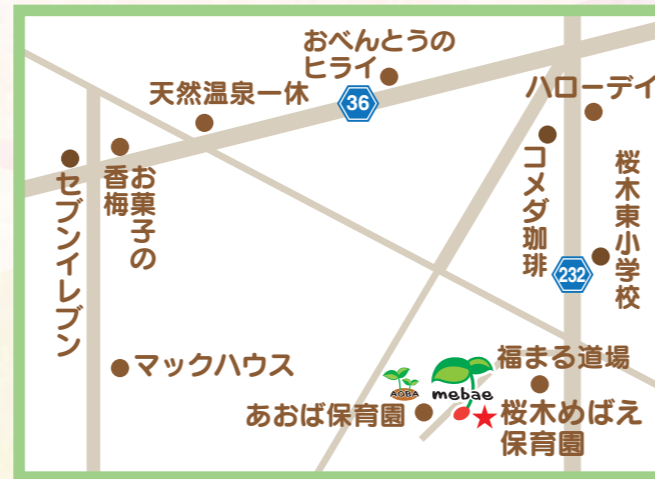 おべんとうの
ヒライ
天然温泉一休
36
ハローデイ
セブンイレブン
お菓子の
香梅
コメダ珈琲
桜木東小学校
232
マックハウス
福まる道場
AOBA
mebae
あおば保育園
桜木めばえ
保育園